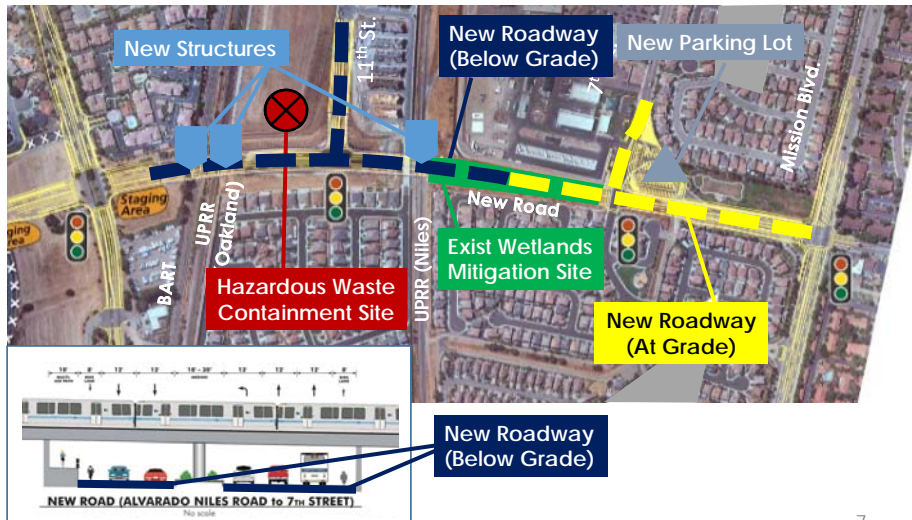 New Structures
11th St.
New Roadway
(Below Grade)
New Parking Lot
Mission Blvd.
Staging
Area
Staging
Area
BART
UPRR
(Oakland)
UPRR (Niles)
New Road
Hazardous Waste
Containment Site
Exist Wetlands
Mitigation Site
New Roadway
(At Grade)
New Roadway
(Below Grade)
NEW ROAD (ALVARADO NILES ROAD to 7TH STREET)
No scale
7